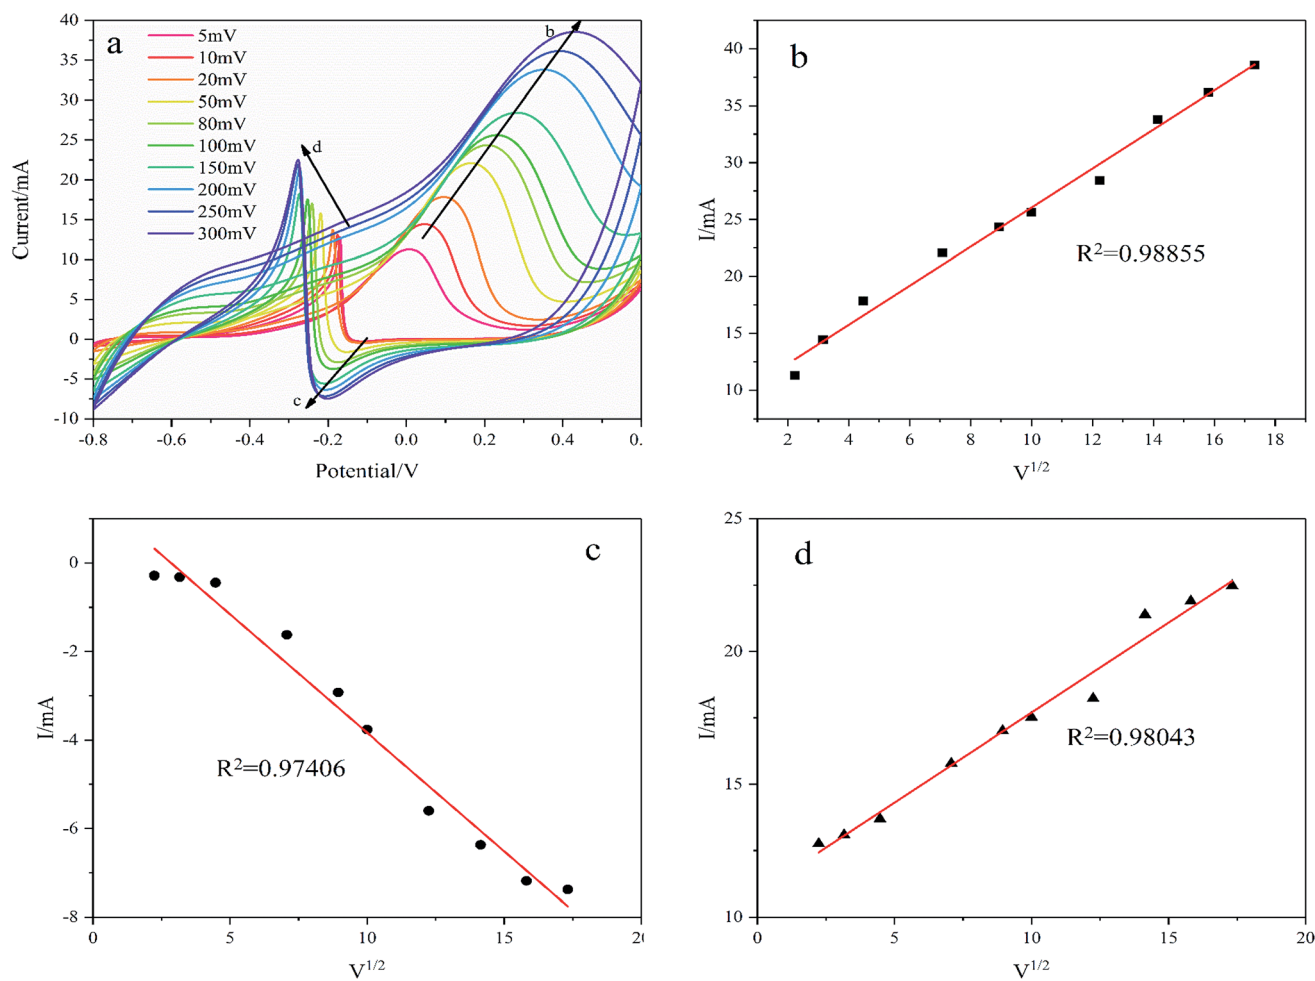 a
b
d
c
5mV
10mV
20mV
50mV
80mV
100mV
150mV
200mV
250mV
300mV
40
35
30
25
20
15
10
5
0
-5
-10
-0.8
-0.6
-0.4
-0.2
0.0
0.2
0.4
0.
Current/mA
Potential/V
b
R²=0.98855
40
35
30
25
20
15
10
2
4
6
8
10
12
14
16
18
I/mA
V1/2
c
R²=0.97406
0
-2
-4
-6
-8
0
5
10
15
20
I/mA
V1/2
d
R²=0.98043
25
20
15
10
0
5
10
15
20
I/mA
V1/2